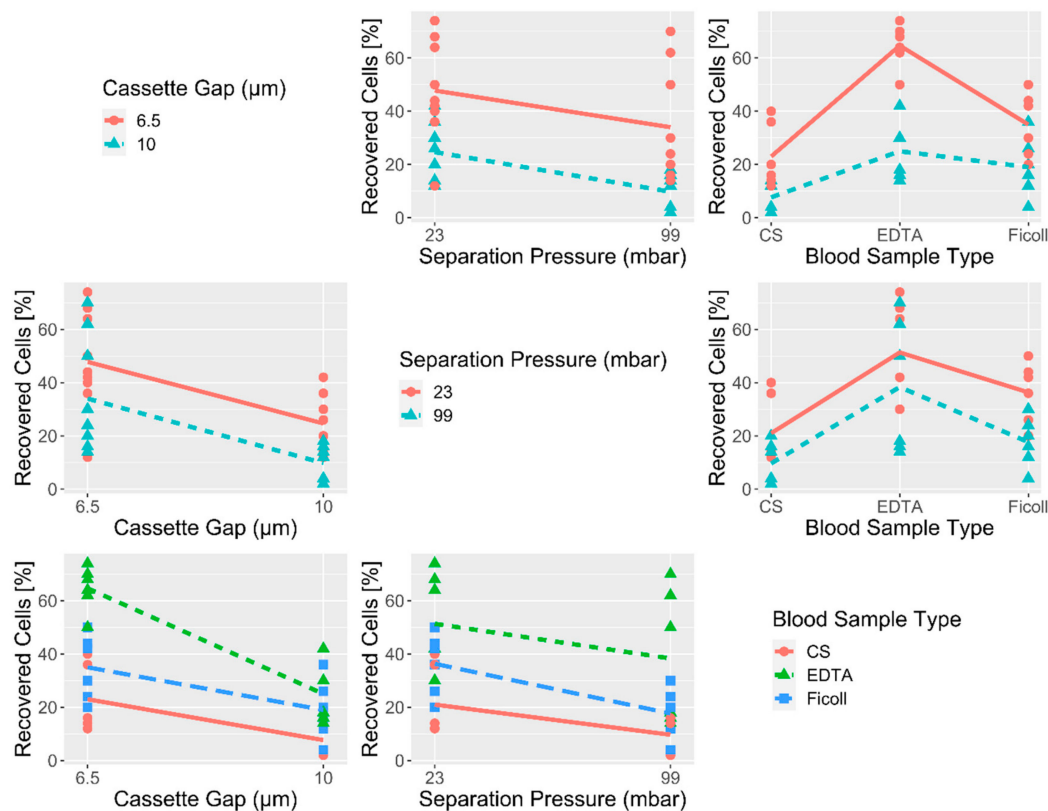 Cassette Gap (µm)
6.5
10
Recovered Cells [%]
60
40
20
0
23
99
Separation Pressure (mbar)
Recovered Cells [%]
60
40
20
0
CS
EDTA
Ficoll
Blood Sample Type
Recovered Cells [%]
60
40
20
0
6.5
10
Cassette Gap (µm)
Separation Pressure (mbar)
23
99
Recovered Cells [%]
60
40
20
0
CS
EDTA
Ficoll
Blood Sample Type
Recovered Cells [%]
60
40
20
0
6.5
10
Cassette Gap (µm)
Recovered Cells [%]
60
40
20
0
23
99
Separation Pressure (mbar)
Blood Sample Type
CS
EDTA
Ficoll